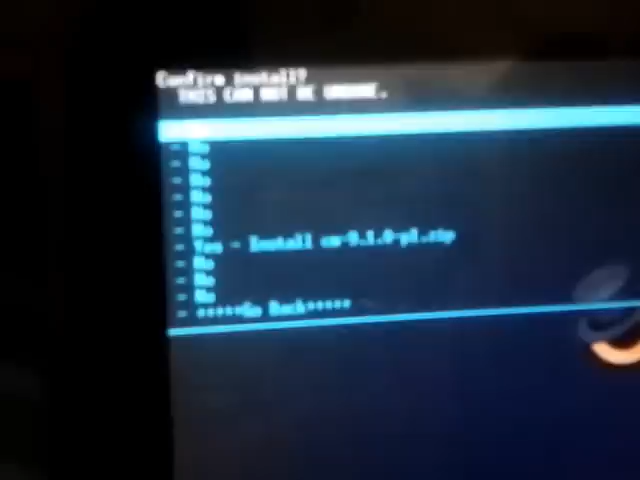 Confirm install?
THIS CAN NOT BE UNDONE.
- No
- No
- No
- No
- No
- No
- Yes - Install cm-9.1.0-p1.zip
- No
- No
- No
- *****Go Back*****